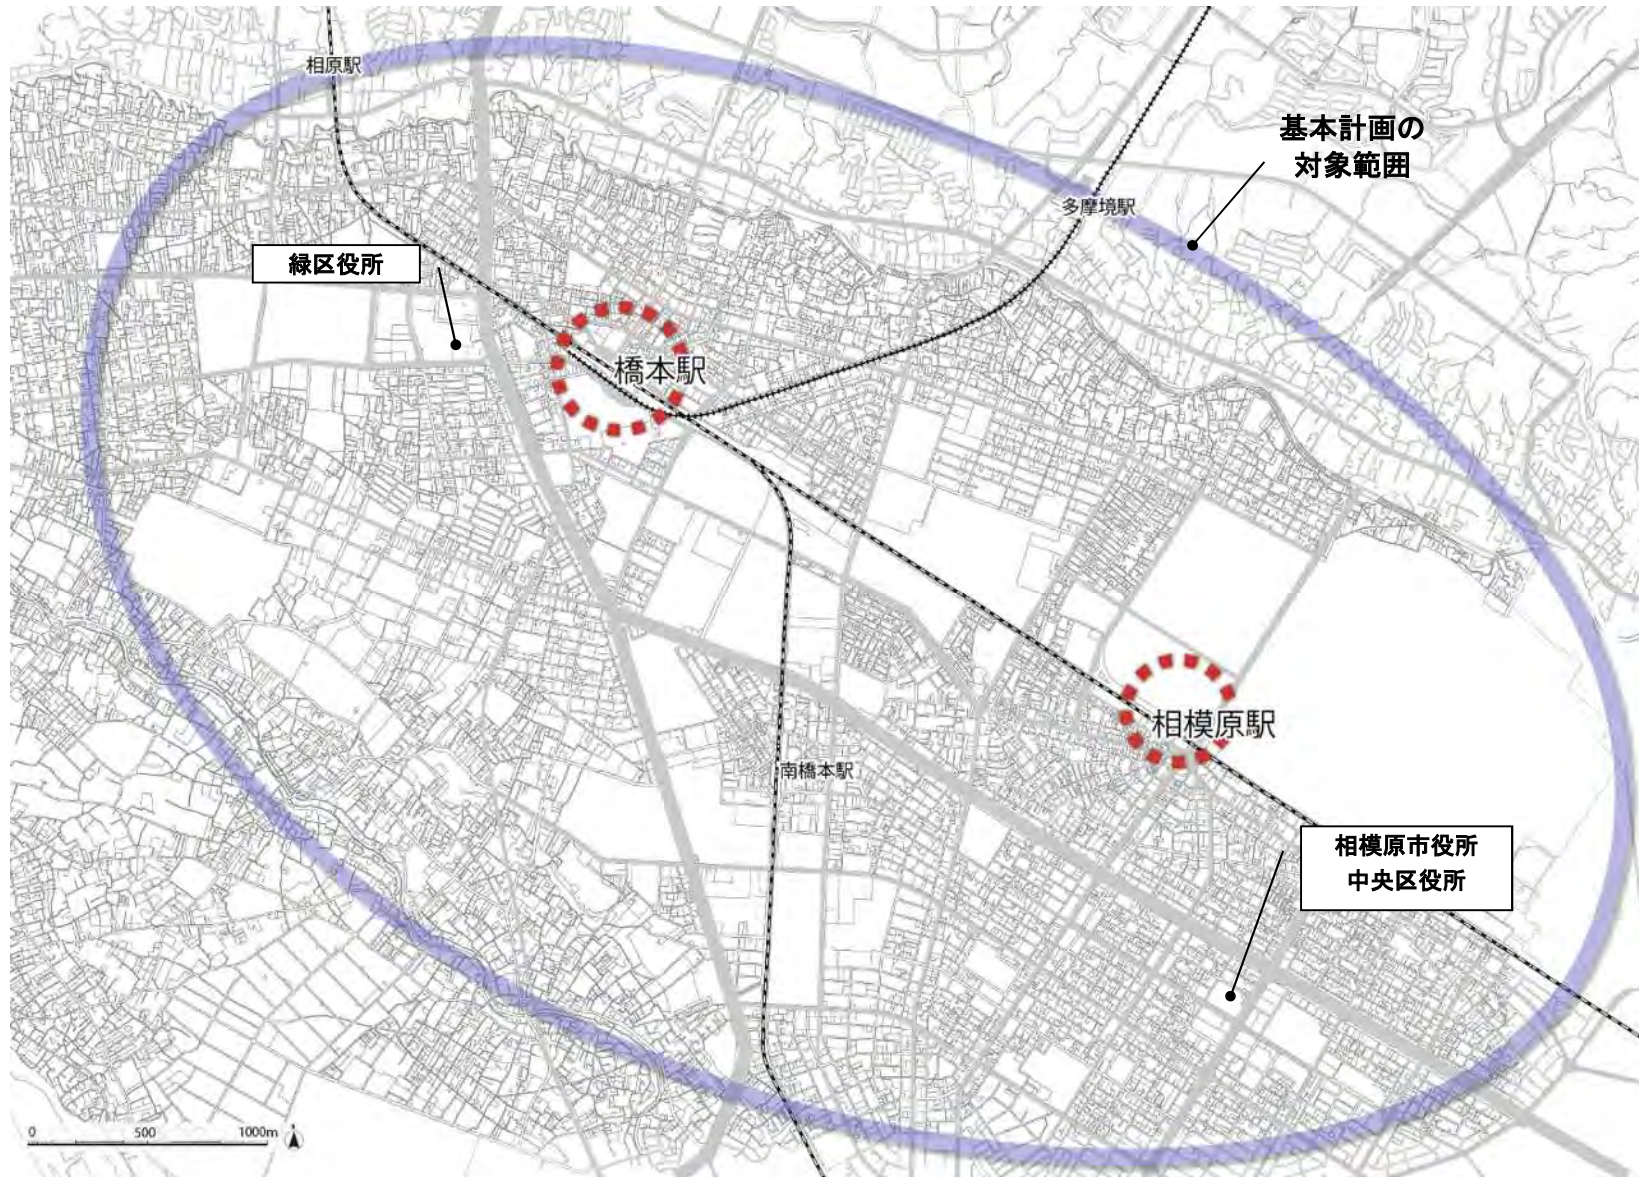 相原駅
基本計画の
対象範囲
多摩境駅
緑区役所
橋本駅
相模原駅
南橋本駅
相模原市役所
中央区役所
0 500 1000m